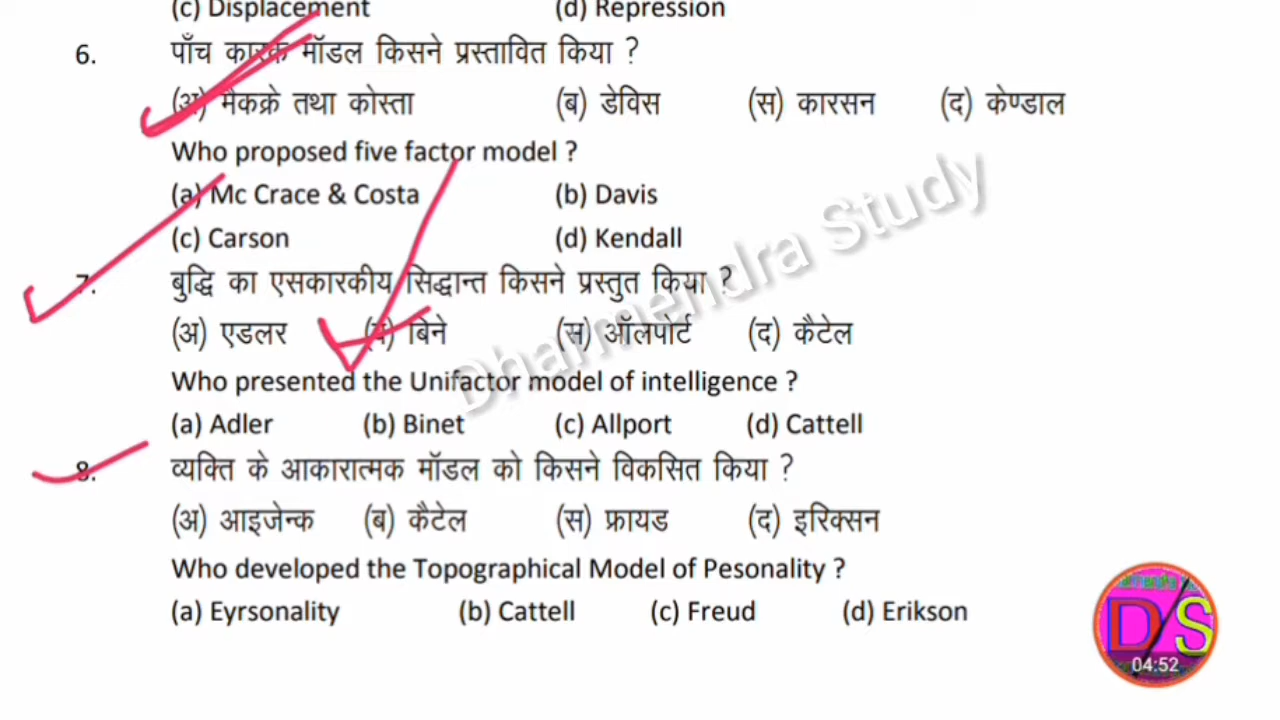 (c) Displacement (d) Repression
6. पाँच कारक मॉडल किसने प्रस्तावित किया ?
(अ) मैकक्रे तथा कोस्ता (ब) डेविस (स) कारसन (द) केण्डाल
Who proposed five factor model ?
(a) Mc Crace & Costa (b) Davis
(c) Carson (d) Kendall
7. बुद्धि का एसकारकीय सिद्धान्त किसने प्रस्तुत किया ?
(अ) एडलर (ब) बिने (स) ऑलपोर्ट (द) कैटेल
Who presented the Unifactor model of intelligence ?
(a) Adler (b) Binet (c) Allport (d) Cattell
8. व्यक्ति के आकारात्मक मॉडल को किसने विकसित किया ?
(अ) आइजेन्क (ब) कैटेल (स) फ्रायड (द) इरिक्सन
Who developed the Topographical Model of Pesonality ?
(a) Eyrsonality (b) Cattell (c) Freud (d) Erikson
Dharmendra Study
D/S
04:52